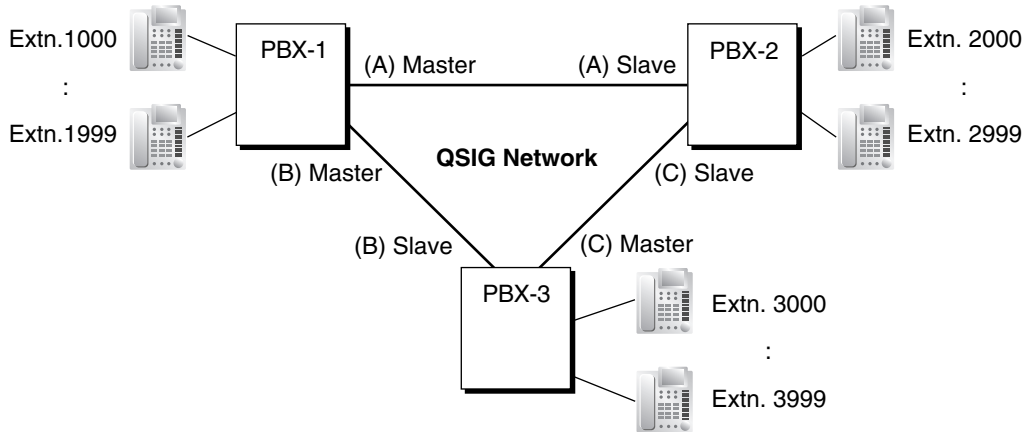 Extn.1000
:
Extn.1999
PBX-1
(A) Master
(A) Slave
PBX-2
Extn. 2000
:
Extn. 2999
QSIG Network
(B) Master
(C) Slave
(B) Slave
(C) Master
PBX-3
Extn. 3000
:
Extn. 3999